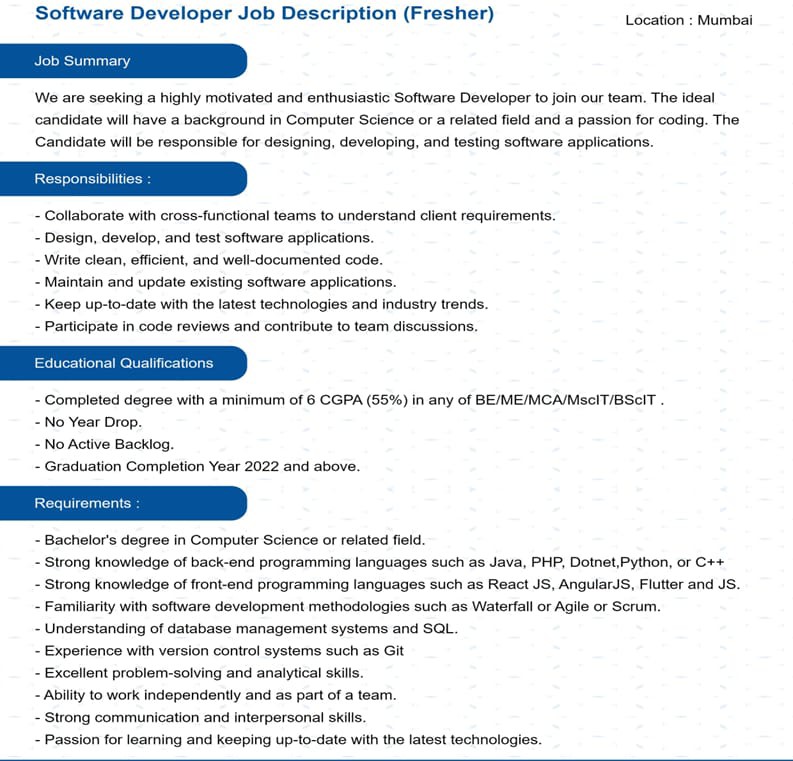 Software Developer Job Description (Fresher)
Location : Mumbai
Job Summary
We are seeking a highly motivated and enthusiastic Software Developer to join our team. The ideal
candidate will have a background in Computer Science or a related field and a passion for coding. The
Candidate will be responsible for designing, developing, and testing software applications.
Responsibilities :
- Collaborate with cross-functional teams to understand client requirements.
- Design, develop, and test software applications.
- Write clean, efficient, and well-documented code.
- Maintain and update existing software applications.
- Keep up-to-date with the latest technologies and industry trends.
- Participate in code reviews and contribute to team discussions.
Educational Qualifications
- Completed degree with a minimum of 6 CGPA (55%) in any of BE/ME/MCA/MscIT/BScIT .
- No Year Drop.
- No Active Backlog.
- Graduation Completion Year 2022 and above.
Requirements :
- Bachelor's degree in Computer Science or related field.
- Strong knowledge of back-end programming languages such as Java, PHP, Dotnet,Python, or C++
- Strong knowledge of front-end programming languages such as React JS, AngularJS, Flutter and JS.
- Familiarity with software development methodologies such as Waterfall or Agile or Scrum.
- Understanding of database management systems and SQL.
- Experience with version control systems such as Git
- Excellent problem-solving and analytical skills.
- Ability to work independently and as part of a team.
- Strong communication and interpersonal skills.
- Passion for learning and keeping up-to-date with the latest technologies.